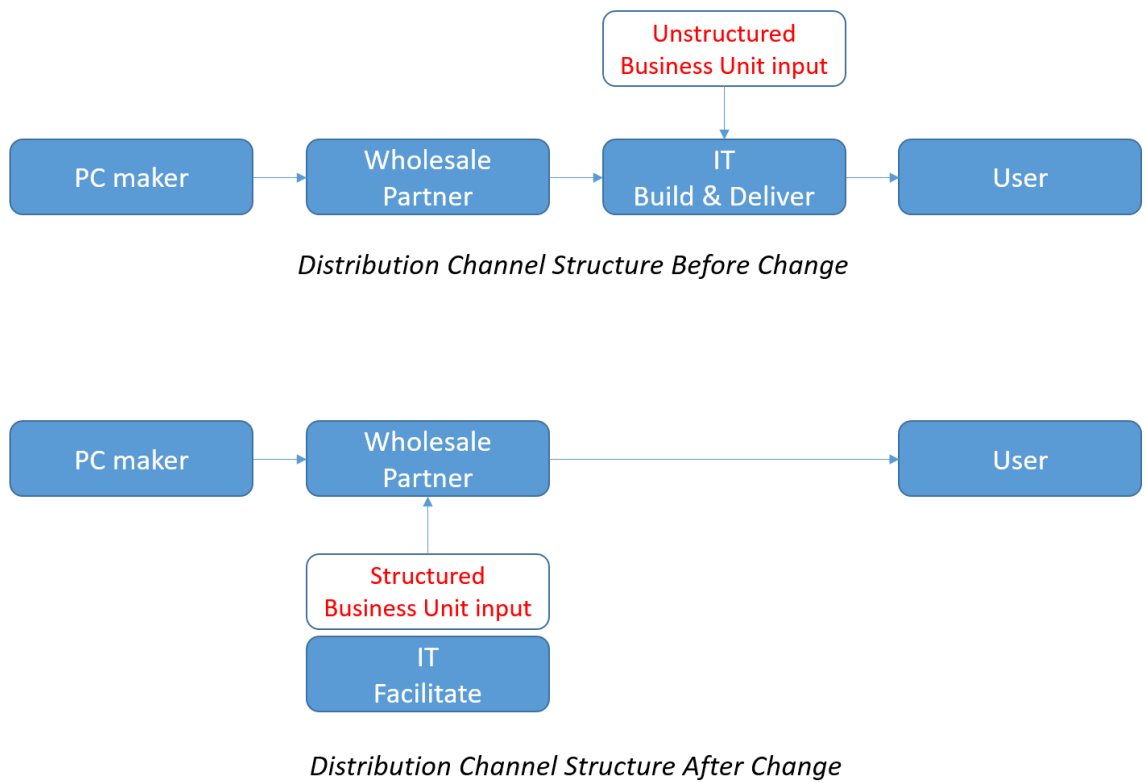 Unstructured
Business Unit input
PC maker
Wholesale
Partner
IT
Build & Deliver
User
Distribution Channel Structure Before Change
PC maker
Wholesale
Partner
User
Structured
Business Unit input
IT
Facilitate
Distribution Channel Structure After Change